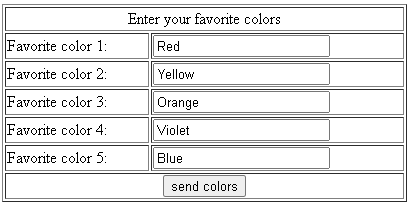 Enter your favorite colors
Favorite color 1: Red
Favorite color 2: Yellow
Favorite color 3: Orange
Favorite color 4: Violet
Favorite color 5: Blue
send colors